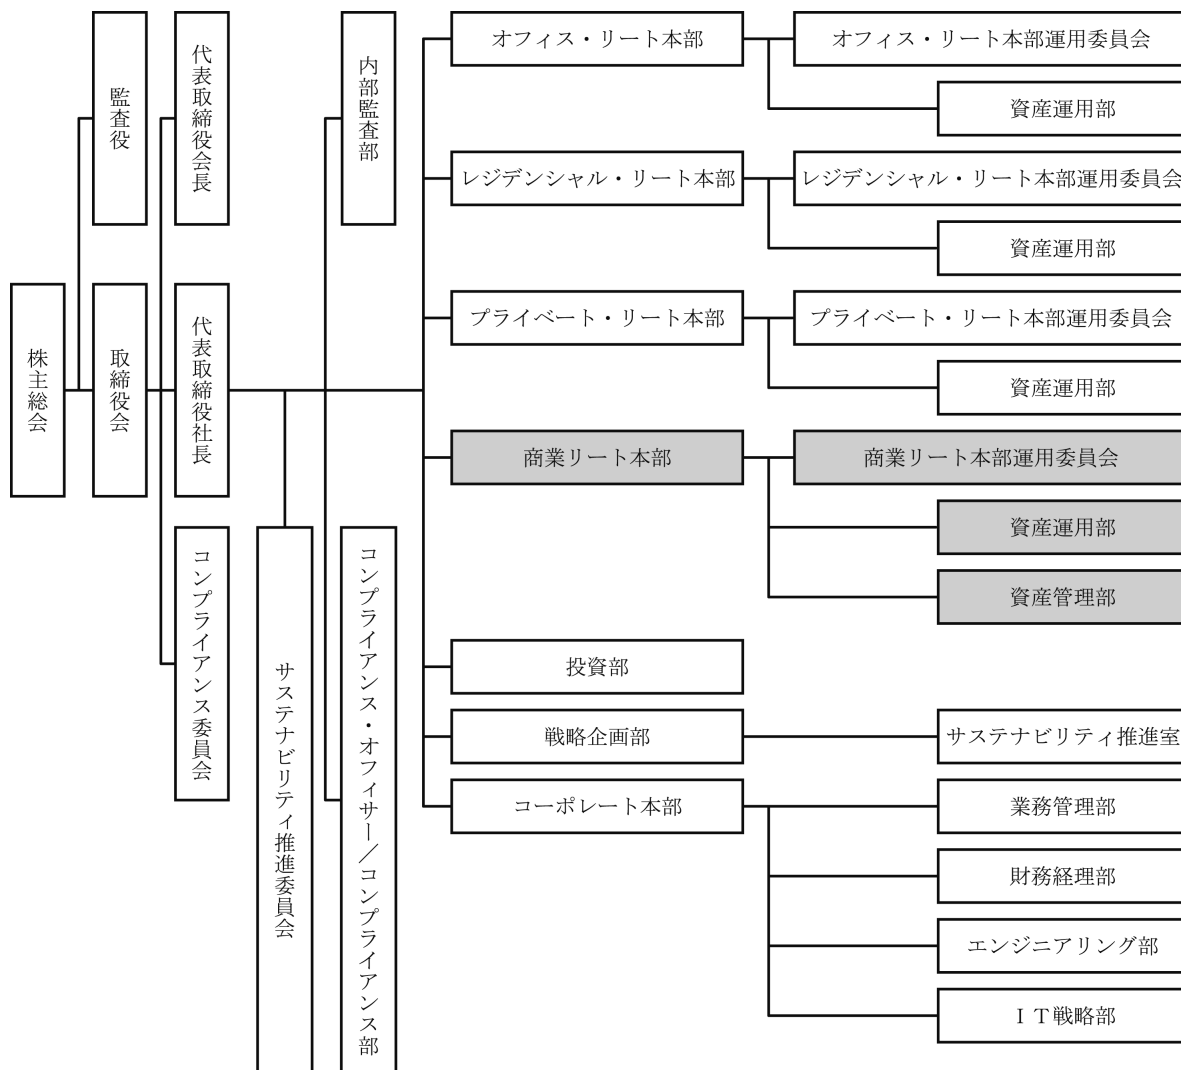 株主総会
監査役
取締役会
代表取締役会長
代表取締役社長
コンプライアンス委員会
サステナビリティ推進委員会
内部監査部
コンプライアンス・オフィサー／コンプライアンス部
オフィス・リート本部
オフィス・リート本部運用委員会
資産運用部
レジデンシャル・リート本部
レジデンシャル・リート本部運用委員会
資産運用部
プライベート・リート本部
プライベート・リート本部運用委員会
資産運用部
商業リート本部
商業リート本部運用委員会
資産運用部
資産管理部
投資部
戦略企画部
サステナビリティ推進室
コーポレート本部
業務管理部
財務経理部
エンジニアリング部
ＩＴ戦略部